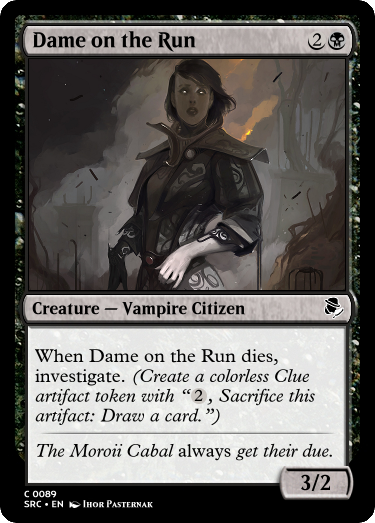 Dame on the Run 2
Creature — Vampire Citizen
When Dame on the Run dies,
investigate. (Create a colorless Clue
artifact token with “2, Sacrifice this
artifact: Draw a card.”)
The Moroii Cabal always get their due.
3/2
C 0089
SRC • EN Ihor Pasternak